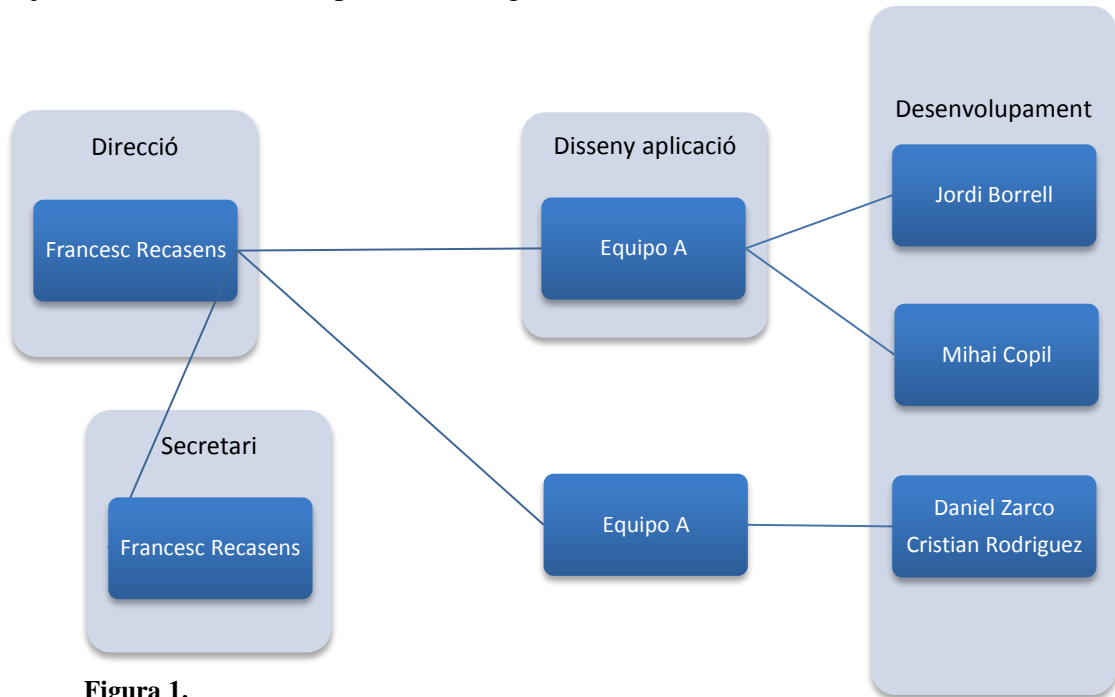 Desenvolupament
Direcció
Disseny aplicació
Jordi Borrell
Francesc Recasens
Equipo A
Mihai Copil
Secretari
Francesc Recasens
Equipo A
Daniel Zarco
Cristian Rodriguez
Figura 1.